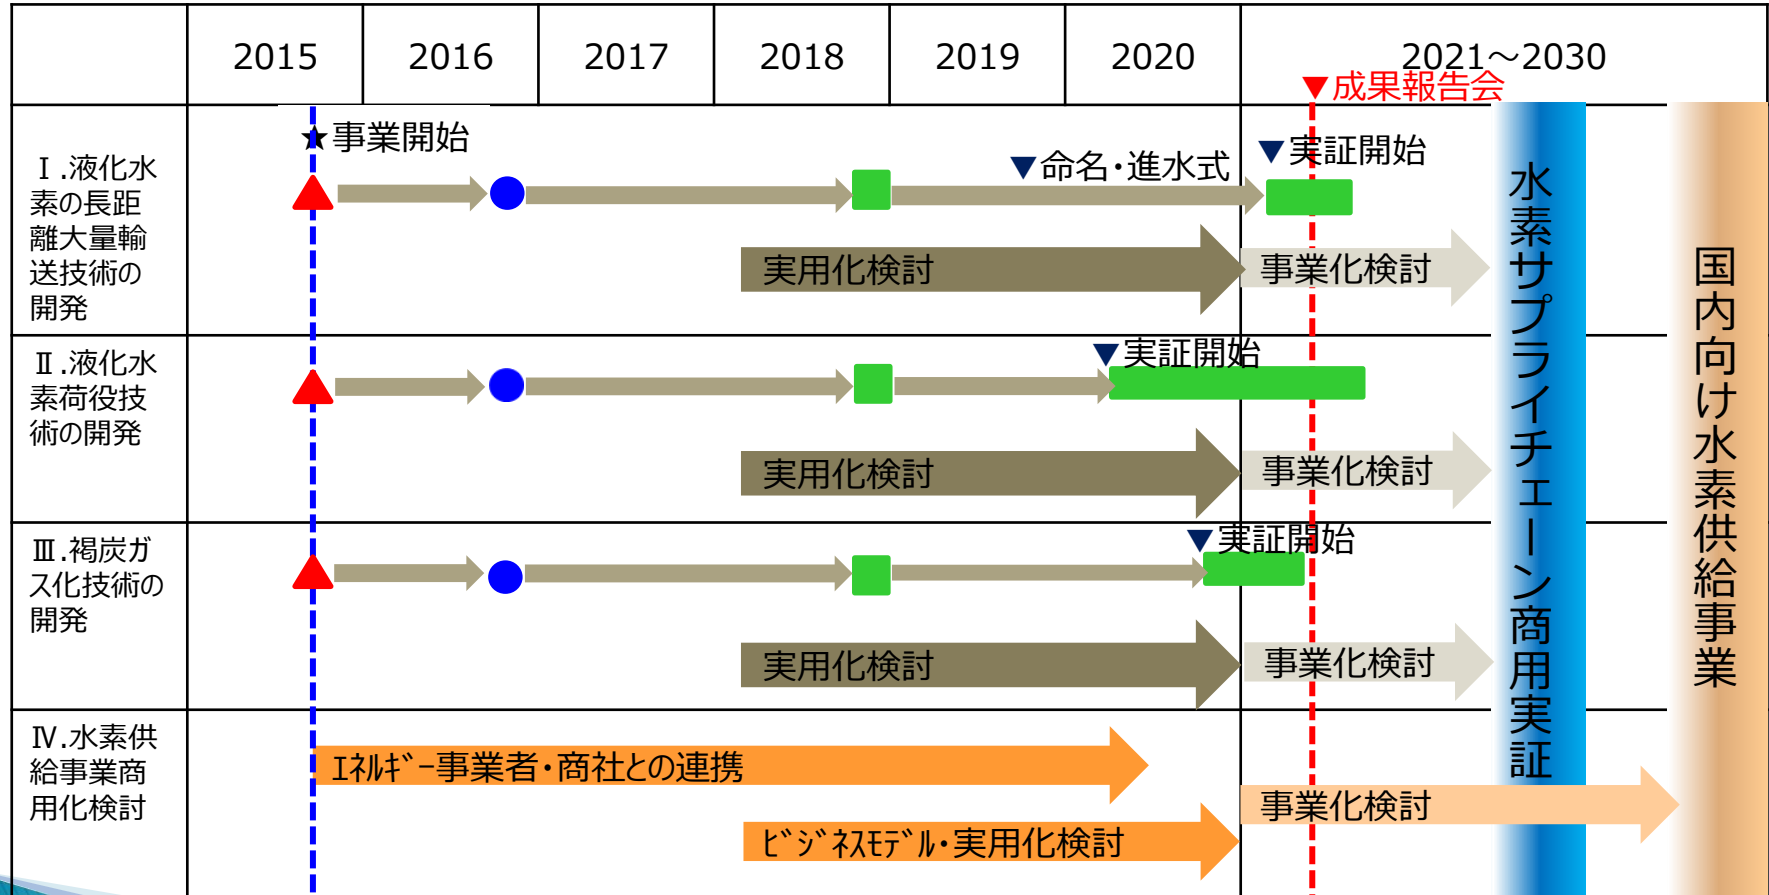 2015
2016
2017
2018
2019
2020
2021～2030
▼成果報告会
Ⅰ.液化水
素の長距
離大量輸
送技術の
開発
★事業開始
▼命名・進水式
▼実証開始
実用化検討
事業化検討
Ⅱ.液化水
素荷役技
術の開発
▼実証開始
実用化検討
事業化検討
Ⅲ.褐炭ガ
ス化技術の
開発
▼実証開始
実用化検討
事業化検討
Ⅳ.水素供
給事業商
用化検討
ｴﾈﾙｷﾞｰ事業者・商社との連携
ﾋﾞｼﾞﾈｽﾓﾃﾞﾙ・実用化検討
事業化検討
水素サプライチェーン商用実証
国内向け水素供給事業